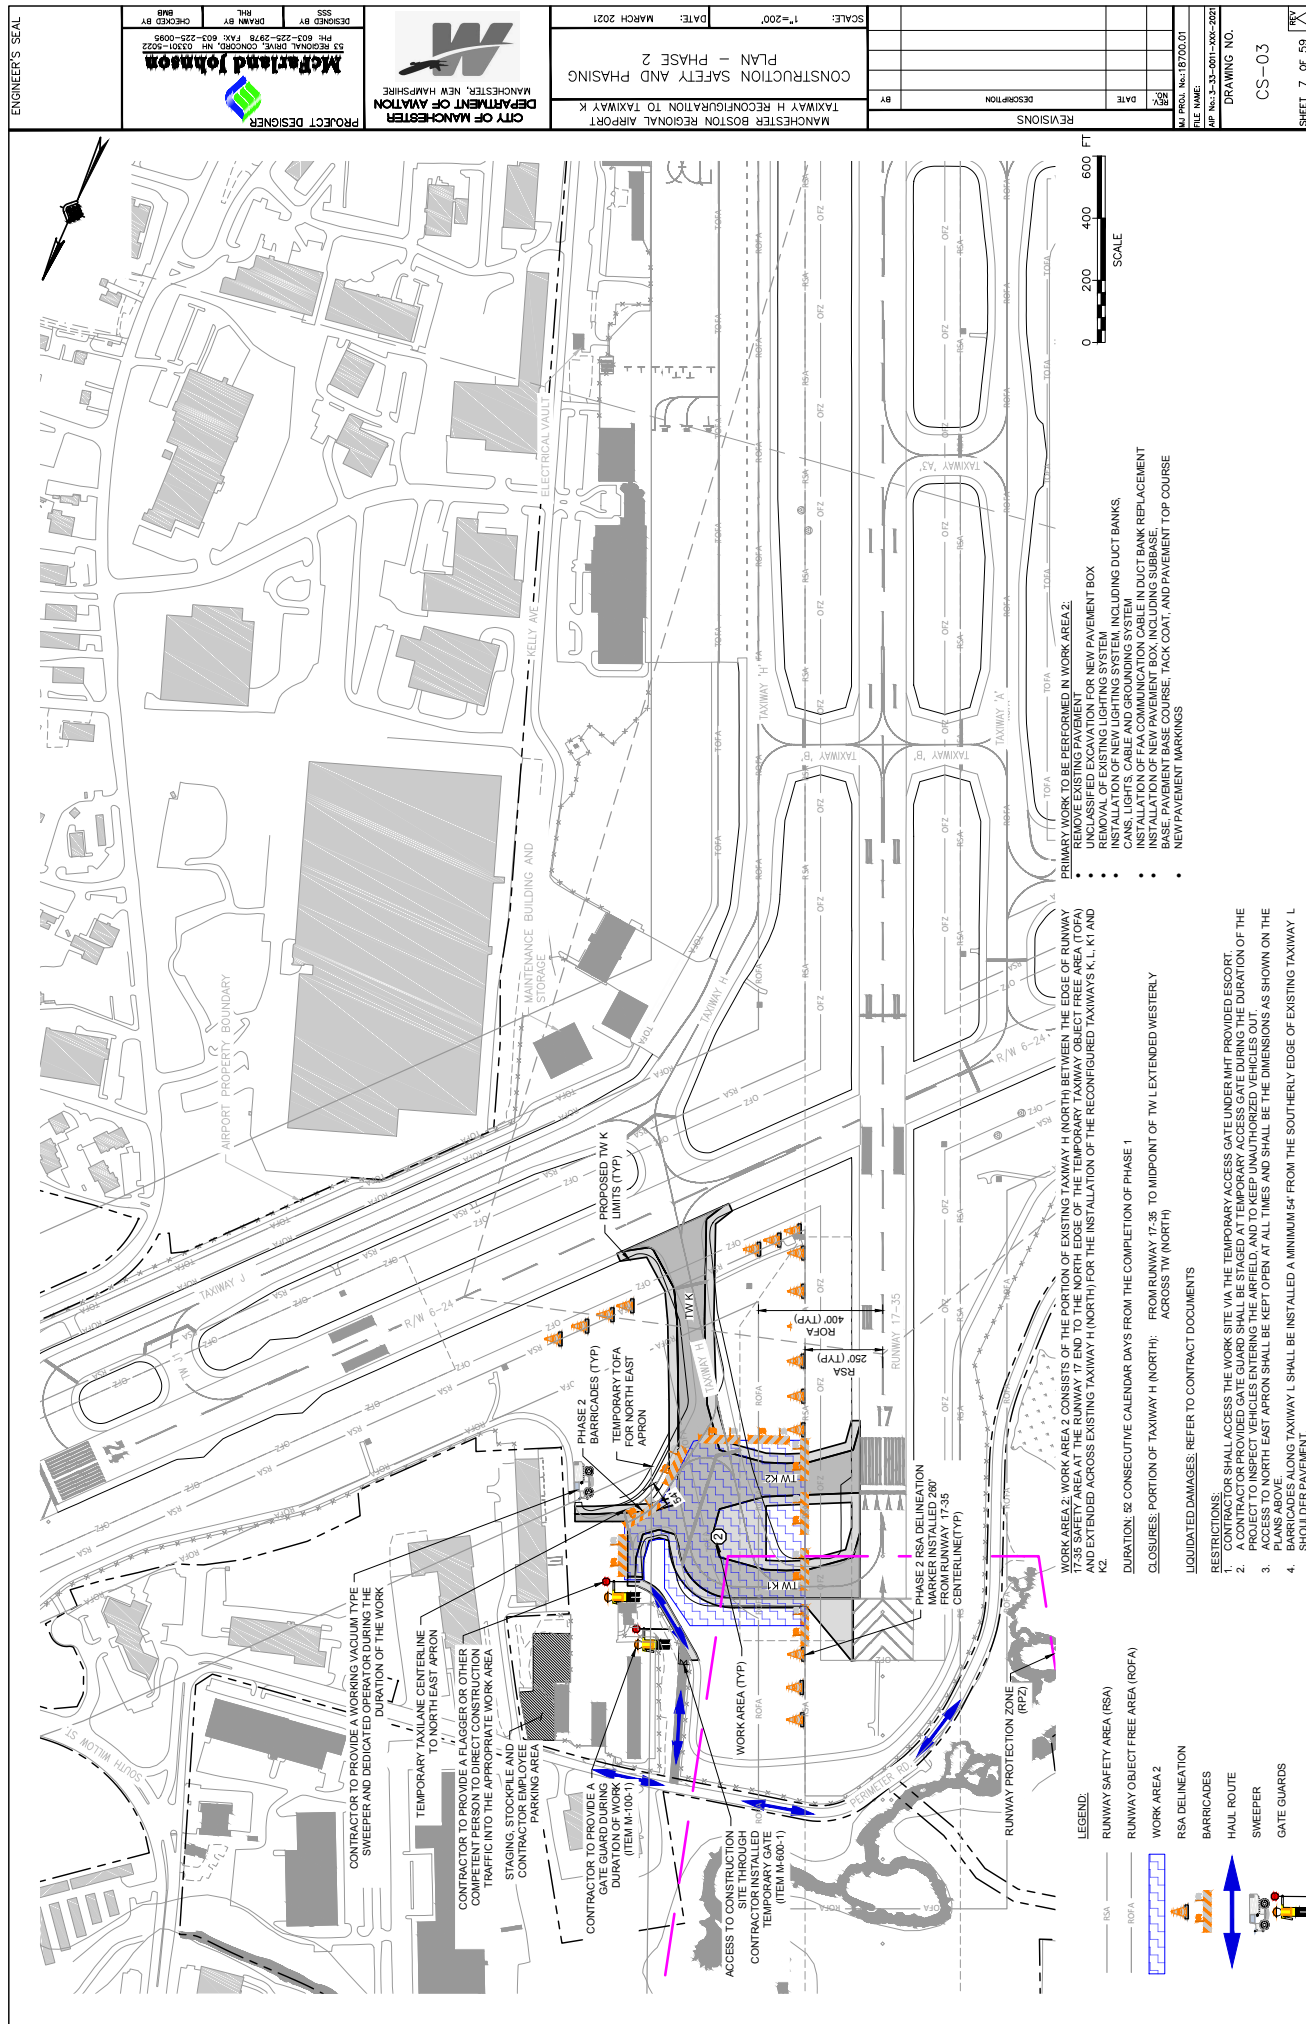 ENGINEER'S SEAL
PROJECT DESIGNER
McFarland Johnson
53 REGIONAL DRIVE, CONCORD, NH 03301-5022
PH: 603-225-2978 FAX: 603-225-0095
DESIGNED BY
SSS
DRAWN BY
RHL
CHECKED BY
BMB
CITY OF MANCHESTER
DEPARTMENT OF AVIATION
MANCHESTER, NEW HAMPSHIRE
MANCHESTER BOSTON REGIONAL AIRPORT
TAXIWAY H RECONFIGURATION TO TAXIWAY K
CONSTRUCTION SAFETY AND PHASING
PLAN - PHASE 2
SCALE: 1"=200'
DATE: MARCH 2021
REVISIONS
REV. NO.
DATE
DESCRIPTION
BY
MJ PROJ. No.: 18700.01
FILE NAME:
AIP No.: 3-33-0011-XXX-2021
DRAWING NO.
CS-03
SHEET 7 OF 59
REV
SOUTH WILLOW ST.
AIRPORT PROPERTY BOUNDARY
MAINTENANCE BUILDING AND
STORAGE
KELLY AVE
ELECTRICAL VAULT
CONTRACTOR TO PROVIDE A WORKING VACUUM TYPE
SWEEPER AND DEDICATED OPERATOR DURING THE
DURATION OF THE WORK
TEMPORARY TAXILANE CENTERLINE
TO NORTH EAST APRON
CONTRACTOR TO PROVIDE A FLAGGER OR OTHER
COMPETENT PERSON TO DIRECT CONSTRUCTION
TRAFFIC INTO THE APPROPRIATE WORK AREA
STAGING, STOCKPILE AND
CONTRACTOR EMPLOYEE
PARKING AREA
CONTRACTOR TO PROVIDE A
GATE GUARD DURING
DURATION OF WORK
(ITEM M-100-1)
ACCESS TO CONSTRUCTION
SITE THROUGH
CONTRACTOR INSTALLED
TEMPORARY GATE
(ITEM M-600-1)
PHASE 2
BARRICADES (TYP)
TEMPORARY TOFA
FOR NORTH EAST
APRON
PROPOSED TW K
LIMITS (TYP)
TAXIWAY J
TW 'J'
R/W 6-24
24
TW K
TAXIWAY H
54'
2
TW K2
TW K1
WORK AREA (TYP)
PHASE 2 RSA DELINEATION
MARKER INSTALLED 260'
FROM RUNWAY 17-35
CENTERLINE(TYP)
ROFA
400' (TYP)
RSA
250' (TYP)
RUNWAY 17-35
17
PERIMETER RD.
RUNWAY PROTECTION ZONE
(RPZ)
TAXIWAY H
TAXIWAY 'H'
TAXIWAY 'B'
TAXIWAY 'B'
TAXIWAY 'A'
TAXIWAY 'A3'
R/W 6-24
RSA
ROFA
OFZ
TOFA
0 200 400 600 FT
SCALE
LEGEND:
RSA RUNWAY SAFETY AREA (RSA)
ROFA RUNWAY OBJECT FREE AREA (ROFA)
WORK AREA 2
RSA DELINEATION
BARRICADES
HAUL ROUTE
SWEEPER
GATE GUARDS
WORK AREA 2: WORK AREA 2 CONSISTS OF THE PORTION OF EXISTING TAXIWAY H (NORTH) BETWEEN THE EDGE OF RUNWAY
17-35 SAFETY AREA AT THE RUNWAY 17 END TO THE NORTH EDGE OF THE TEMPORARY TAXIWAY OBJECT FREE AREA (TOFA)
AND EXTENDED ACROSS EXISTING TAXIWAY H (NORTH) FOR THE INSTALLATION OF THE RECONFIGURED TAXIWAYS K, L, K1 AND
K2.
DURATION: 52 CONSECUTIVE CALENDAR DAYS FROM THE COMPLETION OF PHASE 1
CLOSURES: PORTION OF TAXIWAY H (NORTH): FROM RUNWAY 17-35 TO MIDPOINT OF TW L EXTENDED WESTERLY
ACROSS TW (NORTH)
LIQUIDATED DAMAGES: REFER TO CONTRACT DOCUMENTS
RESTRICTIONS:
1. CONTRACTOR SHALL ACCESS THE WORK SITE VIA THE TEMPORARY ACCESS GATE UNDER MHT PROVIDED ESCORT.
2. A CONTRACTOR PROVIDED GATE GUARD SHALL BE STAGED AT TEMPORARY ACCESS GATE DURING THE DURATION OF THE
PROJECT TO INSPECT VEHICLES ENTERING THE AIRFIELD, AND TO KEEP UNAUTHORIZED VEHICLES OUT.
3. ACCESS TO NORTH EAST APRON SHALL BE KEPT OPEN AT ALL TIMES AND SHALL BE THE DIMENSIONS AS SHOWN ON THE
PLANS ABOVE.
4. BARRICADES ALONG TAXIWAY L SHALL BE INSTALLED A MINIMUM 54' FROM THE SOUTHERLY EDGE OF EXISTING TAXIWAY L
SHOULDER PAVEMENT
PRIMARY WORK TO BE PERFORMED IN WORK AREA 2:
• REMOVE EXISTING PAVEMENT
• UNCLASSIFIED EXCAVATION FOR NEW PAVEMENT BOX
• REMOVAL OF EXISTING LIGHTING SYSTEM
• INSTALLATION OF NEW LIGHTING SYSTEM, INCLUDING DUCT BANKS,
CANS, LIGHTS, CABLE AND GROUNDING SYSTEM
• INSTALLATION OF FAA COMMUNICATION CABLE IN DUCT BANK REPLACEMENT
• INSTALLATION OF NEW PAVEMENT BOX, INCLUDING SUBBASE,
BASE, PAVEMENT BASE COURSE, TACK COAT, AND PAVEMENT TOP COURSE
• NEW PAVEMENT MARKINGS